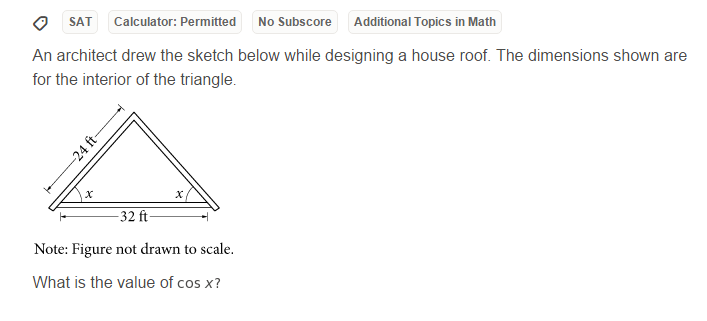 SAT Calculator: Permitted No Subscore Additional Topics in Math
An architect drew the sketch below while designing a house roof. The dimensions shown are
for the interior of the triangle.
24 ft
x x
32 ft
Note: Figure not drawn to scale.
What is the value of cos x?